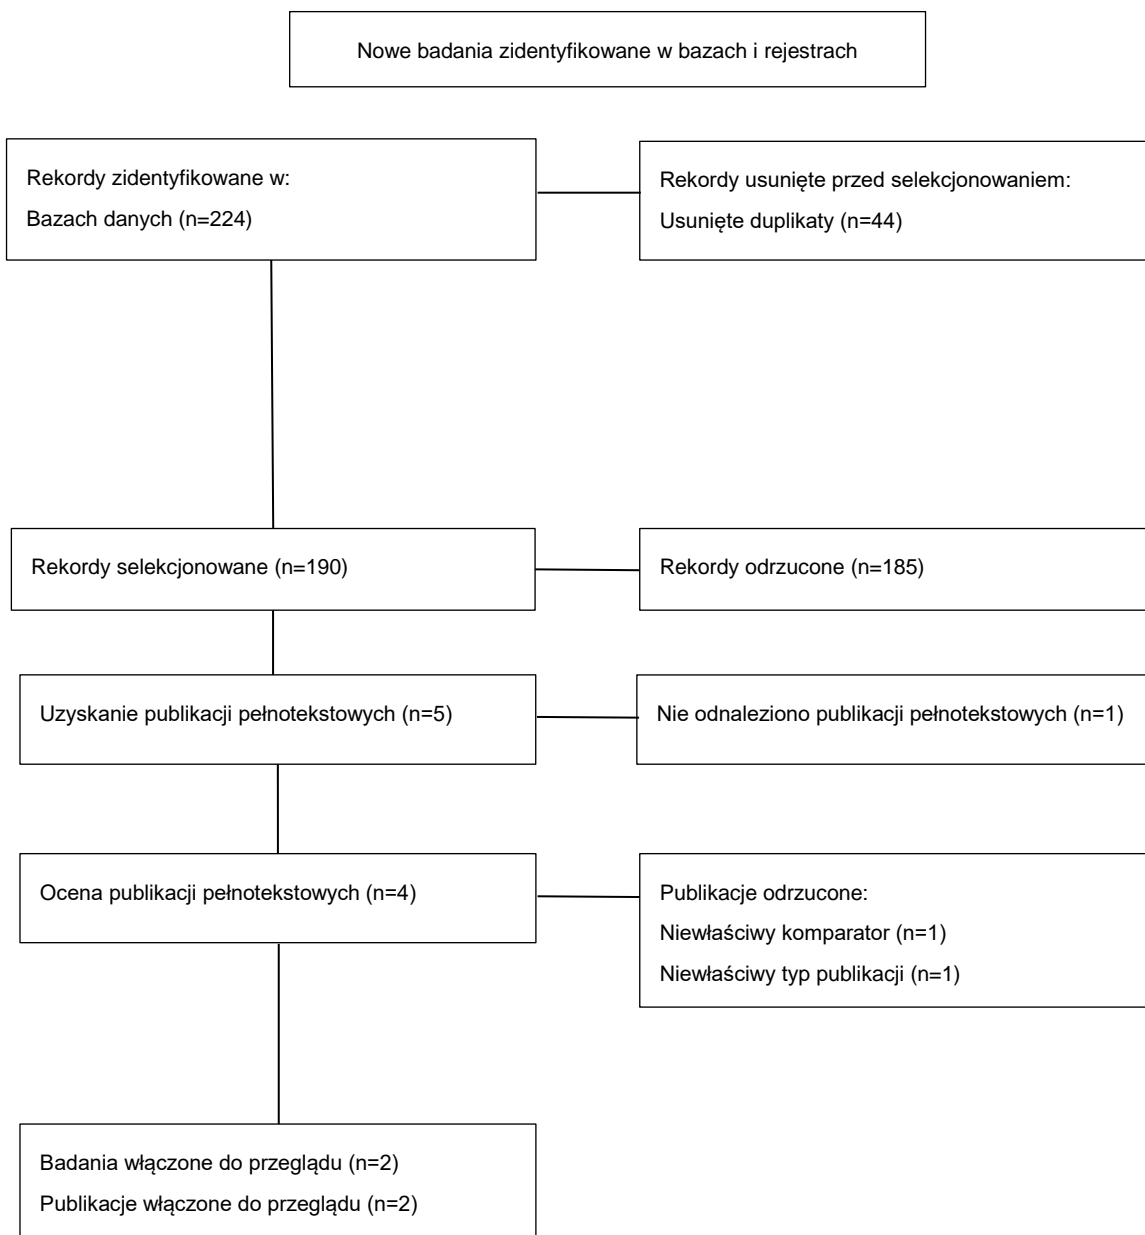 Nowe badania zidentyfikowane w bazach i rejestrach
Rekordy zidentyfikowane w:
Bazach danych (n=224)
Rekordy usunięte przed selekcjonowaniem:
Usunięte duplikaty (n=44)
Rekordy selekcjonowane (n=190)
Rekordy odrzucone (n=185)
Uzyskanie publikacji pełnotekstowych (n=5)
Nie odnaleziono publikacji pełnotekstowych (n=1)
Ocena publikacji pełnotekstowych (n=4)
Publikacje odrzucone:
Niewłaściwy komparator (n=1)
Niewłaściwy typ publikacji (n=1)
Badania włączone do przeglądu (n=2)
Publikacje włączone do przeglądu (n=2)